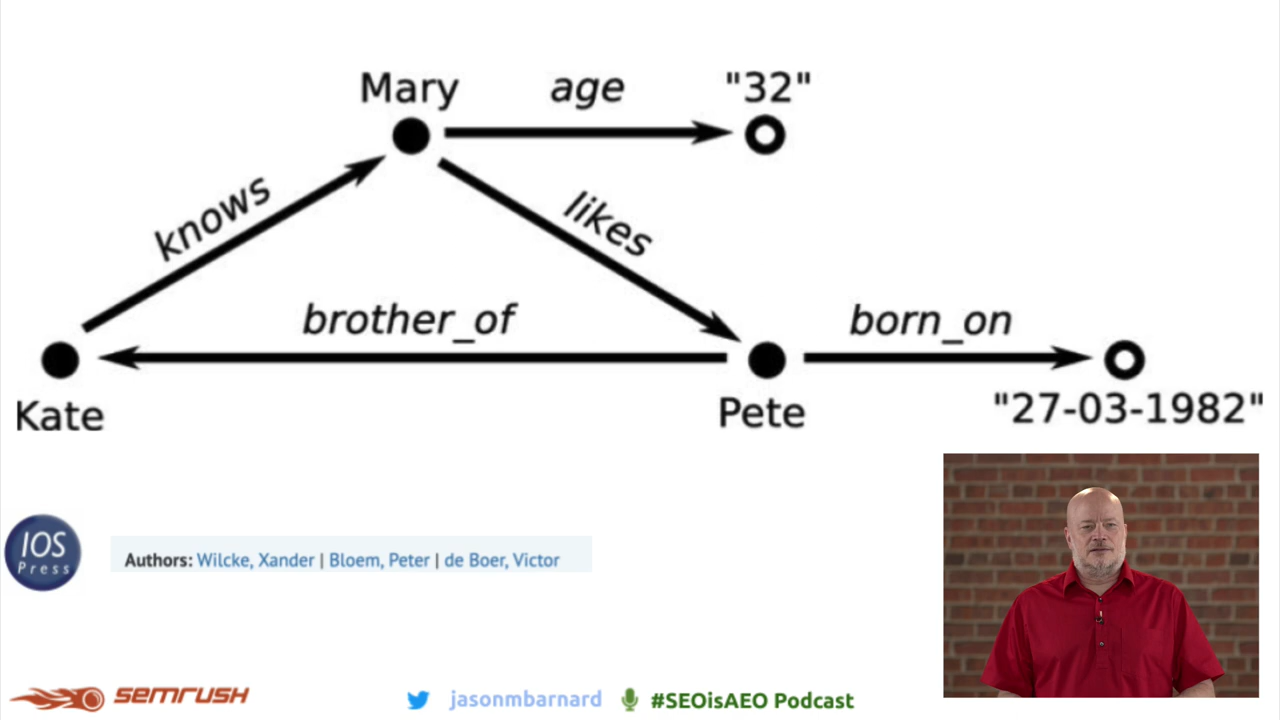 Mary age "32"
knows likes
brother_of born_on
Kate Pete "27-03-1982"
IOS
Press
Authors: Wilcke, Xander | Bloem, Peter | de Boer, Victor
semrush jasonmbarnard #SEOisAEO Podcast